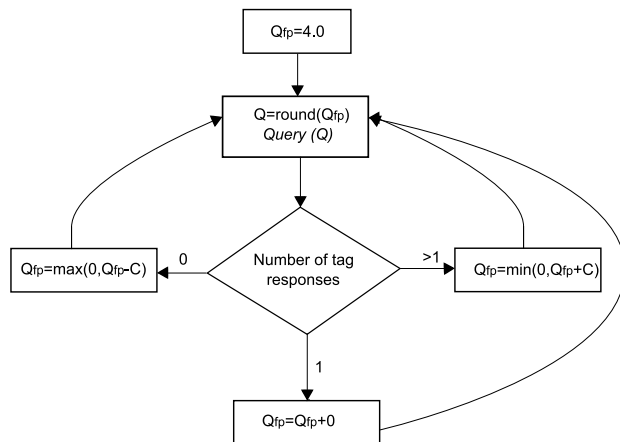 Qfp=4.0
Q=round(Qfp)
Query (Q)
Number of tag
responses
0
>1
Qfp=max(0,Qfp-C)
Qfp=min(0,Qfp+C)
1
Qfp=Qfp+0